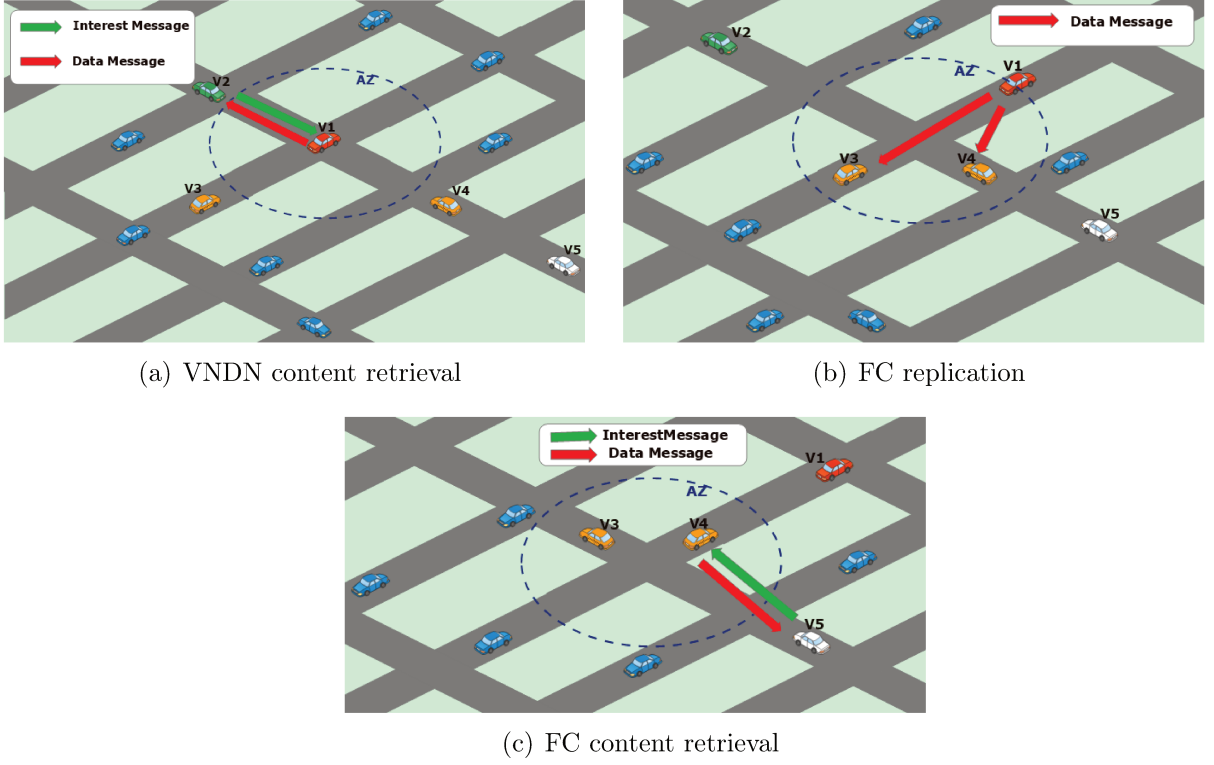 Interest Message
Data Message
AZ
V2
V1
V3
V4
V5
(a) VNDN content retrieval
Data Message
V2
AZ
V1
V3
V4
V5
(b) FC replication
InterestMessage
Data Message
V1
AZ
V3
V4
V5
(c) FC content retrieval